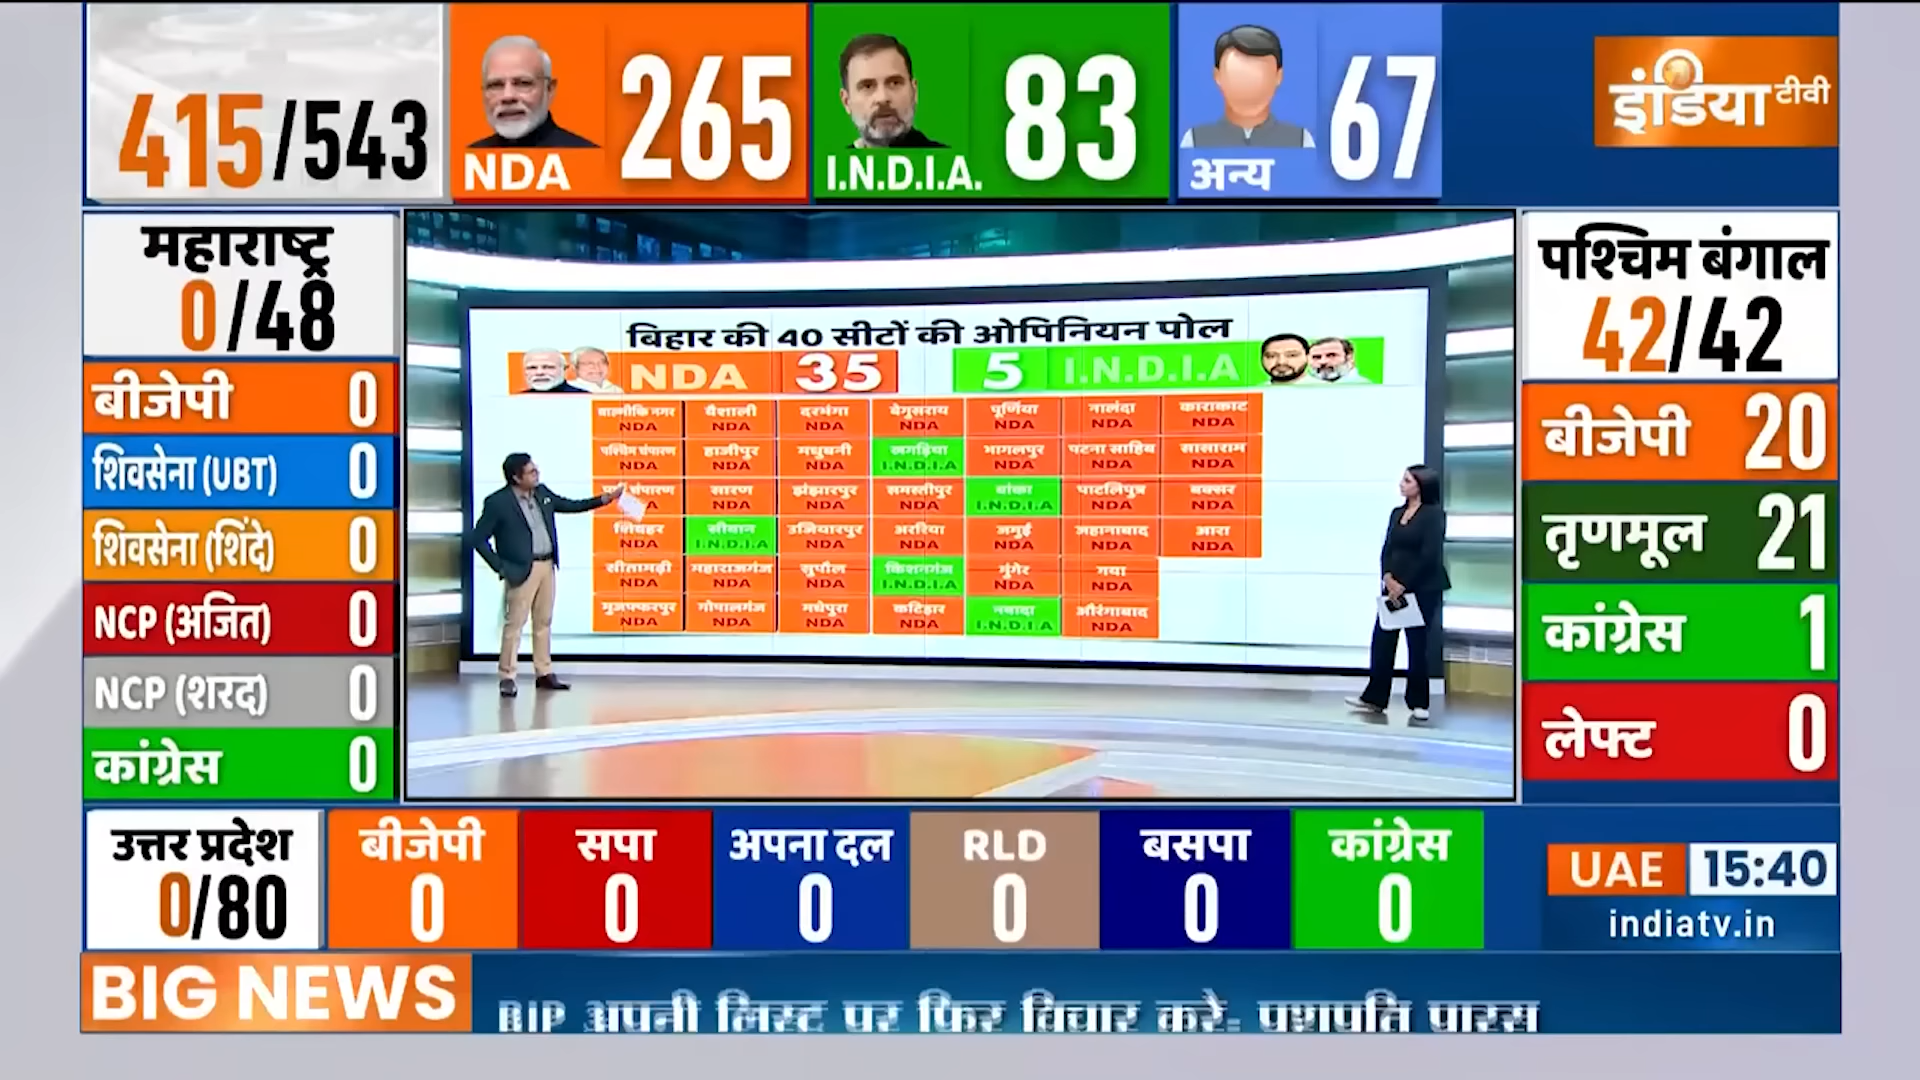 415/543
NDA 265
I.N.D.I.A. 83
अन्य 67
इंडिया टीवी
महाराष्ट्र
0/48
बीजेपी 0
शिवसेना (UBT) 0
शिवसेना (शिंदे) 0
NCP (अजित) 0
NCP (शरद) 0
कांग्रेस 0
बिहार की 40 सीटों की ओपिनियन पोल
NDA 35 5 I.N.D.I.A
वाल्मीकि नगर वैशाली दरभंगा बेगुसराय पूर्णिया नालंदा काराकाट
NDA NDA NDA NDA NDA NDA NDA
पश्चिम चंपारण हाजीपुर मधुबनी खगड़िया भागलपुर पटना साहिब सासाराम
NDA NDA NDA I.N.D.I.A NDA NDA NDA
चंपारण सारण झंझारपुर समस्तीपुर बांका पाटलिपुत्र बक्सर
NDA NDA NDA I.N.D.I.A NDA NDA
शिवहर सीवान उजियारपुर अररिया जमुई जहानाबाद आरा
NDA I.N.D.I.A NDA NDA NDA NDA NDA
सीतामढ़ी महाराजगंज सुपौल किशनगंज मुंगेर गया
NDA NDA NDA I.N.D.I.A NDA NDA
मुजफ्फरपुर गोपालगंज मधेपुरा कटिहार नवादा औरंगाबाद
NDA NDA NDA NDA I.N.D.I.A NDA
पश्चिम बंगाल
42/42
बीजेपी 20
तृणमूल 21
कांग्रेस 1
लेफ्ट 0
उत्तर प्रदेश
0/80
बीजेपी 0
सपा 0
अपना दल 0
RLD 0
बसपा 0
कांग्रेस 0
UAE 15:40
indiatv.in
BIG NEWS
BJP अपनी लिस्ट पर फिर विचार करे- पशुपति पारस